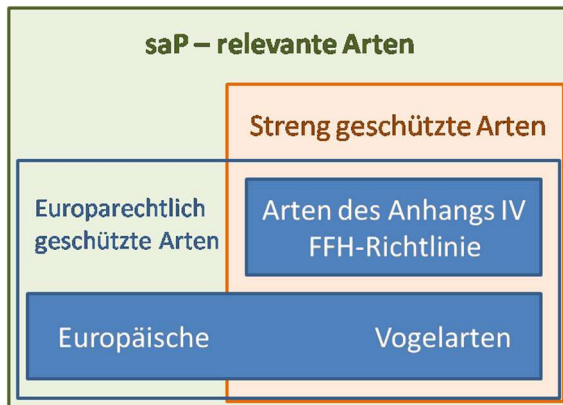 saP – relevante Arten
Streng geschützte Arten
Europarechtlich
geschützte Arten
Arten des Anhangs IV
FFH-Richtlinie
Europäische Vogelarten